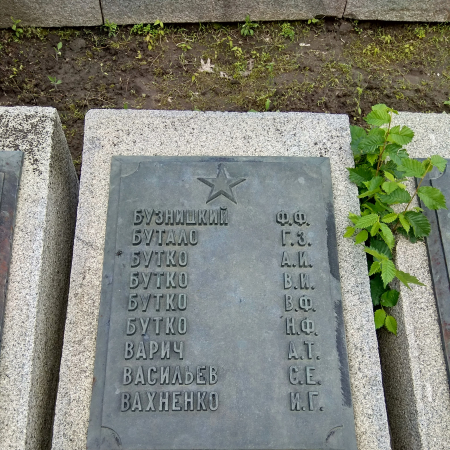 БУЗНИЦКИЙ Ф.Ф.
БУТАЛО Г.З.
БУТКО А.И.
БУТКО В.И.
БУТКО В.Ф.
БУТКО Н.Ф.
ВАРИЧ А.Т.
ВАСИЛЬЕВ С.Е.
ВАХНЕНКО И.Г.